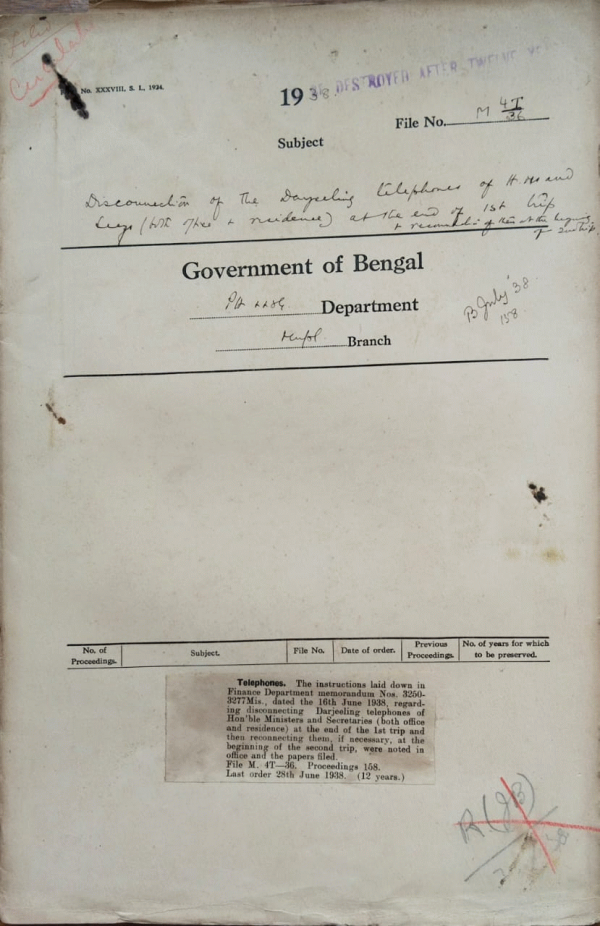 No. XXXVIII, S. L., 1934.
1938
DESTROYED AFTER TWELVE
File No. M 4T/36
Subject
Disconnection of the Darjeeling telephones of H. Ms and
Secys (both office & residence) at the end of 1st trip
& reconnection of them at the beginning
of 2nd trip.
Government of Bengal
Department
Branch
B July '38
158
No. of Proceedings.
Subject.
File No.
Date of order.
Previous Proceedings.
No. of years for which to be preserved.
Telephones. The instructions laid down in
Finance Department memorandum Nos. 3250-
3277Mis., dated the 16th June 1938, regard-
ing disconnecting Darjeeling telephones of
Hon'ble Ministers and Secretaries (both office
and residence) at the end of the 1st trip and
then reconnecting them, if necessary, at the
beginning of the second trip, were noted in
office and the papers filed.
File M. 4T—36. Proceedings 158.
Last order 28th June 1938. (12 years.)